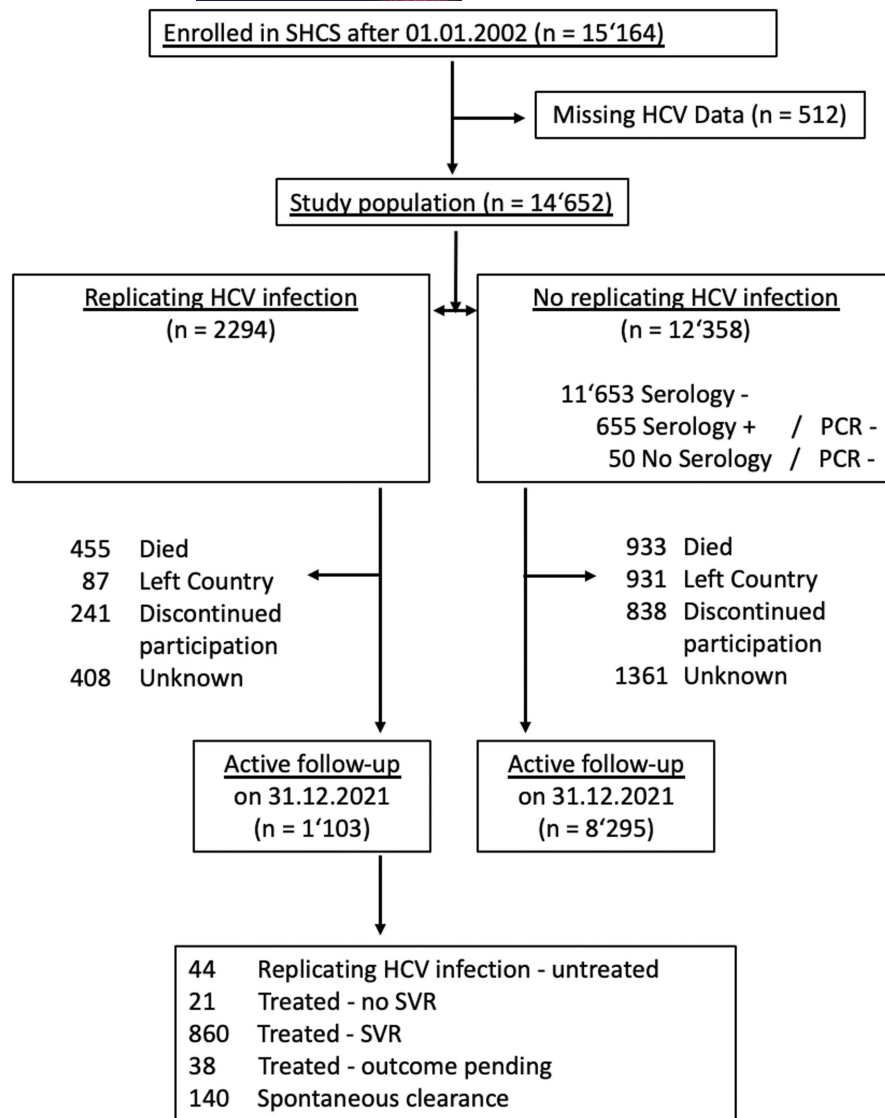 Enrolled in SHCS after 01.01.2002 (n = 15‘164)
Missing HCV Data (n = 512)
Study population (n = 14‘652)
Replicating HCV infection
(n = 2294)
No replicating HCV infection
(n = 12‘358)
11‘653 Serology -
655 Serology + / PCR -
50 No Serology / PCR -
455 Died
87 Left Country
241 Discontinued
participation
408 Unknown
933 Died
931 Left Country
838 Discontinued
participation
1361 Unknown
Active follow-up
on 31.12.2021
(n = 1‘103)
Active follow-up
on 31.12.2021
(n = 8‘295)
44 Replicating HCV infection - untreated
21 Treated - no SVR
860 Treated - SVR
38 Treated - outcome pending
140 Spontaneous clearance